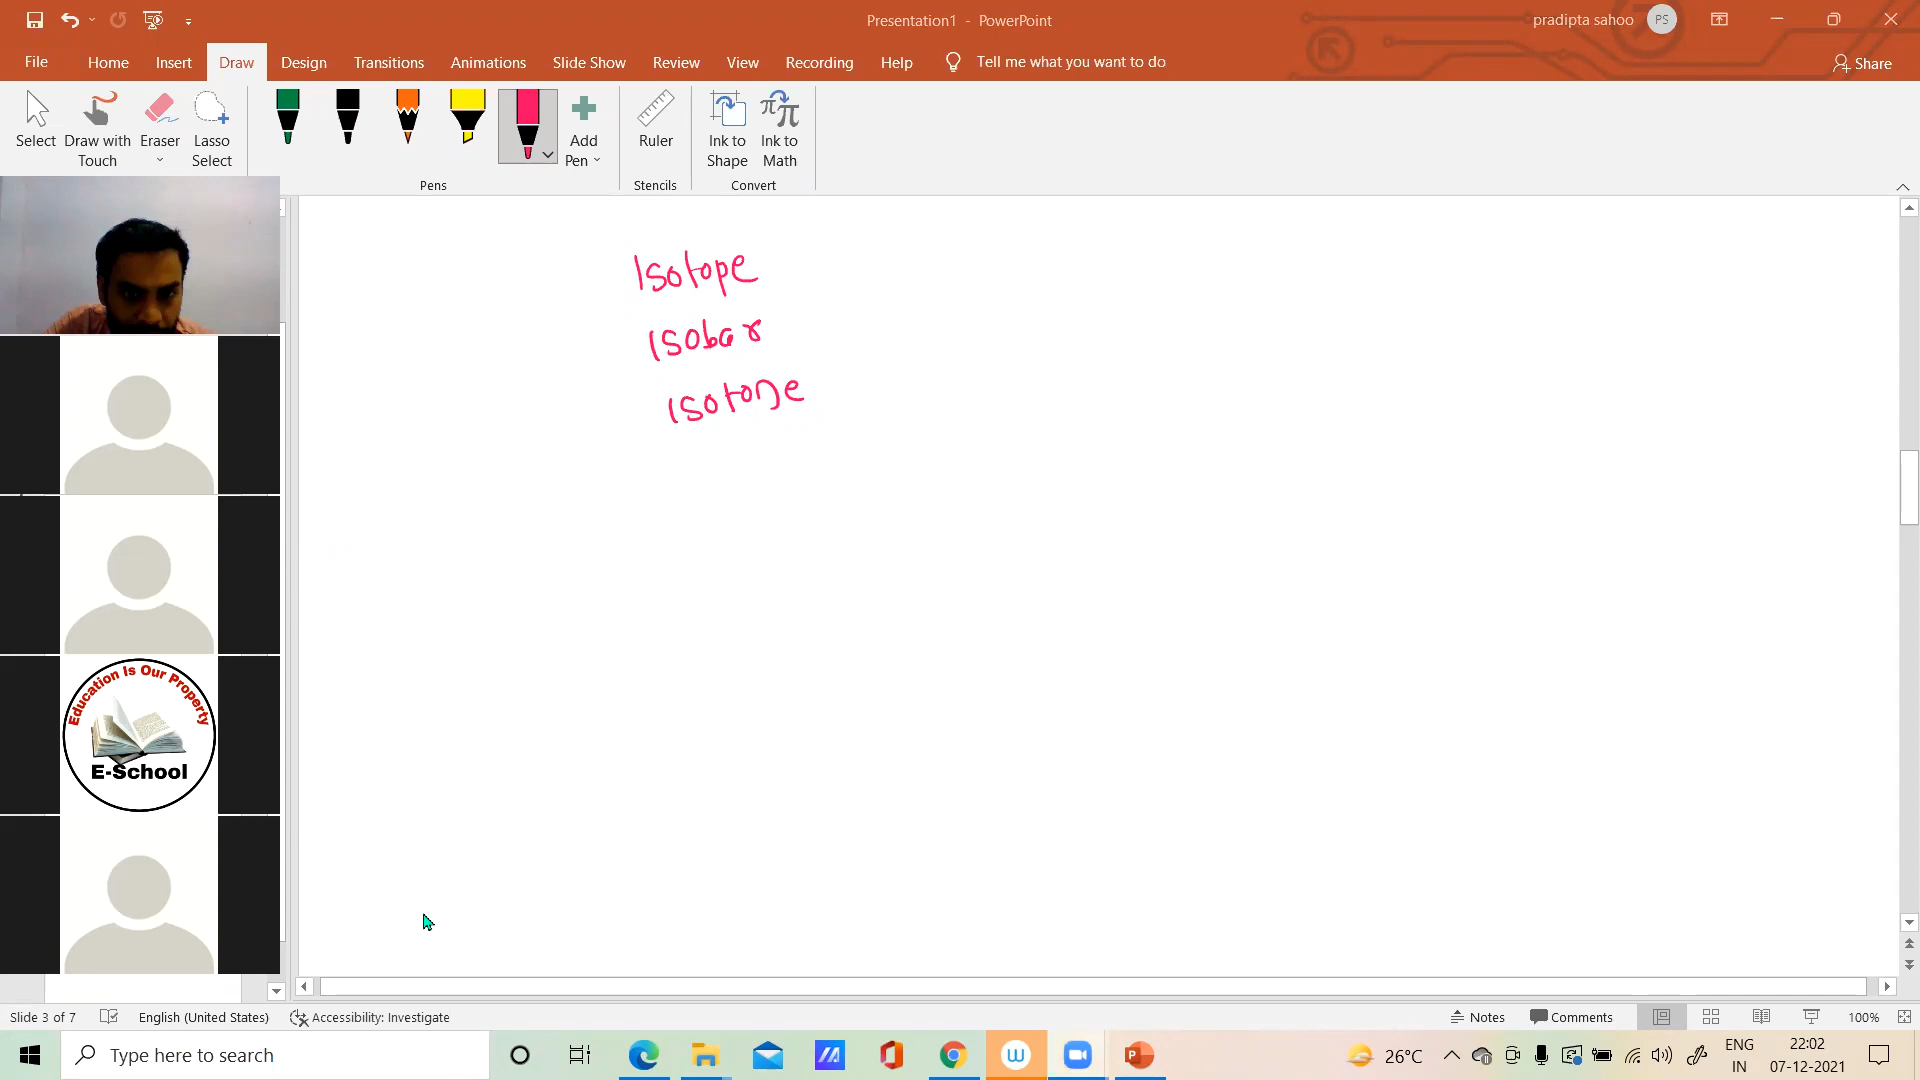 Presentation1 - PowerPoint
pradipta sahoo PS
File Home Insert Draw Design Transitions Animations Slide Show Review View Recording Help Tell me what you want to do Share
Select
Draw with Touch
Eraser
Lasso Select
Add Pen
Ruler
Ink to Shape
Ink to Math
Pens Stencils Convert
Isotope
Isobar
Isotone
Education Is Our Property
E-School
Slide 3 of 7 English (United States) Accessibility: Investigate Notes Comments 100%
Type here to search
26°C
ENG
IN
22:02
07-12-2021